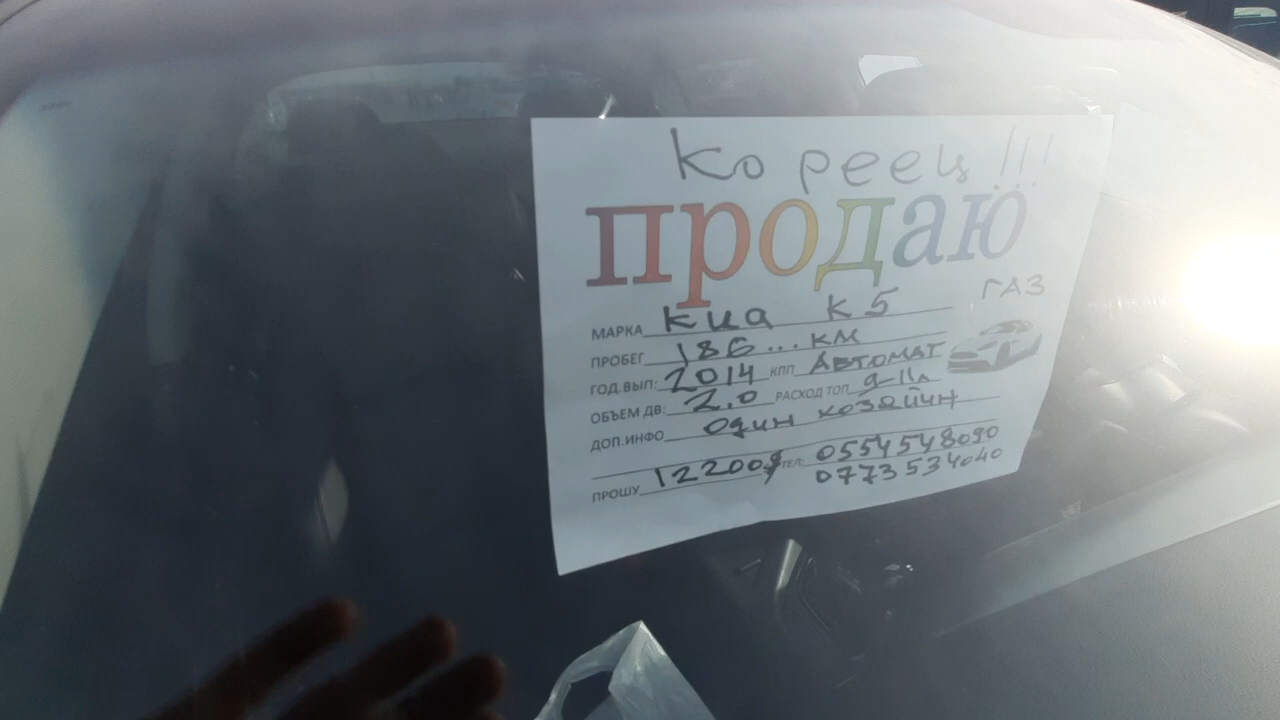 Кореец!!!
продаю
ГАЗ
МАРКА Киа К5
ПРОБЕГ 186... КМ
ГОД.ВЫП: 2014 КПП АВТОМАТ
ОБЪЕМ ДВ: 2.0 РАСХОД ТОП 9-11л
ДОП.ИНФО Один хозяйин
ПРОШУ 12200$ ТЕЛ: 0554548090
0773534040